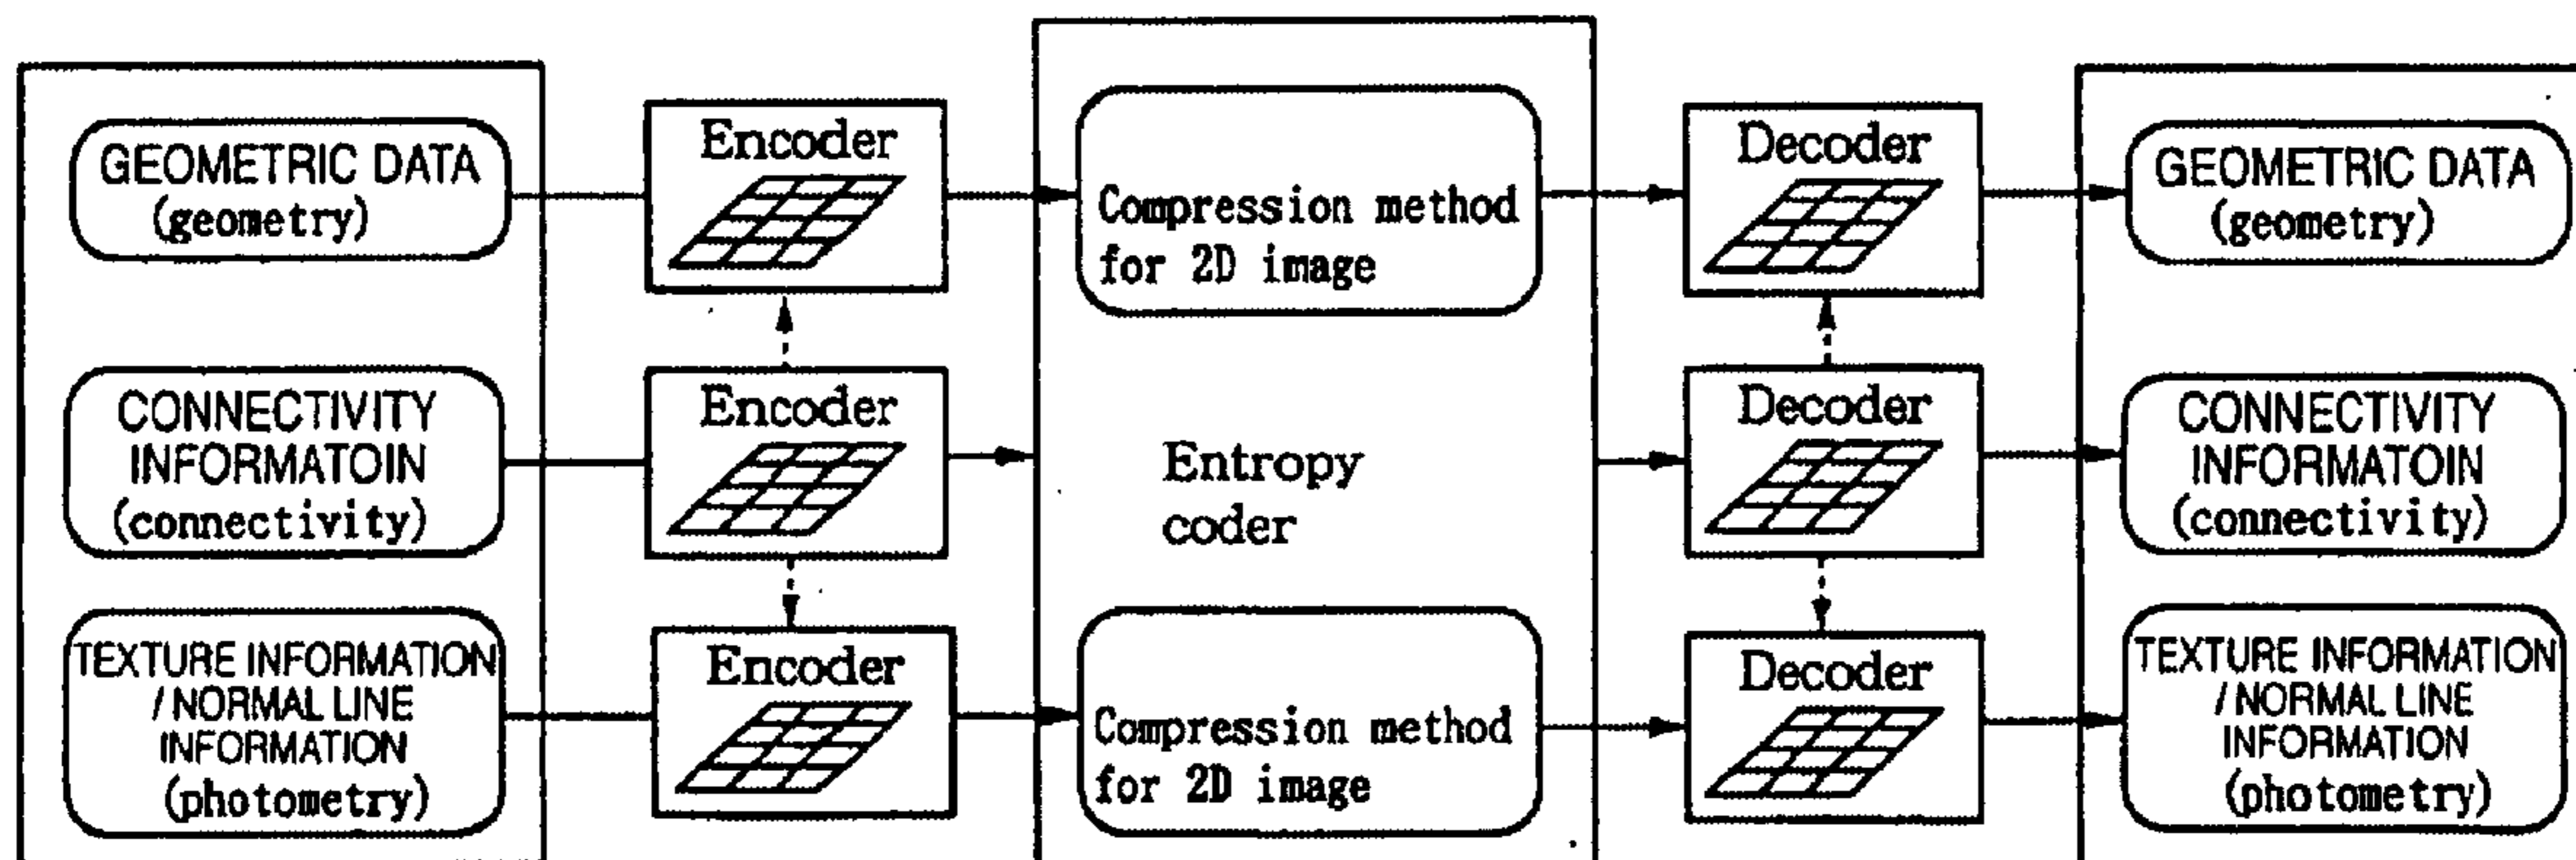 GEOMETRIC DATA
(geometry)
CONNECTIVITY
INFORMATOIN
(connectivity)
TEXTURE INFORMATION
/ NORMAL LINE
INFORMATION
(photometry)
Encoder
Encoder
Encoder
Compression method
for 2D image
Entropy
coder
Compression method
for 2D image
Decoder
Decoder
Decoder
GEOMETRIC DATA
(geometry)
CONNECTIVITY
INFORMATOIN
(connectivity)
TEXTURE INFORMATION
/ NORMAL LINE
INFORMATION
(photometry)